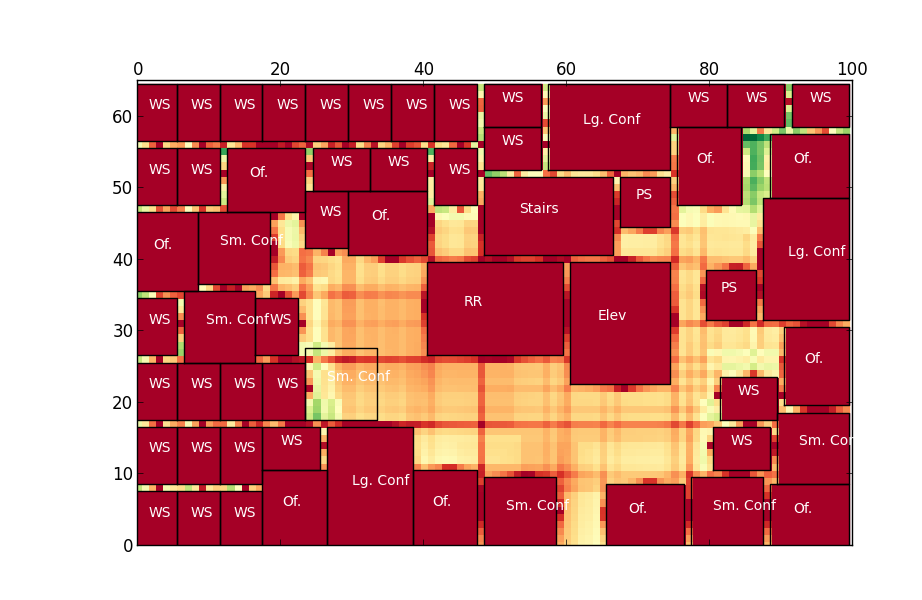 0 20 40 60 80 100
60 WS WS WS WS WS WS WS WS WS Lg. Conf WS WS WS
WS WS Of. WS WS WS WS Of. Of.
50 WS Of. Stairs PS
40 Of. Sm. Conf Lg. Conf
RR Elev PS
30 WS Sm. Conf WS
Of.
WS WS WS WS Sm. Conf WS
20
WS WS WS WS WS Sm. Con
10 Lg. Conf
WS WS WS Of. Of. Sm. Conf Of. Sm. Conf Of.
0